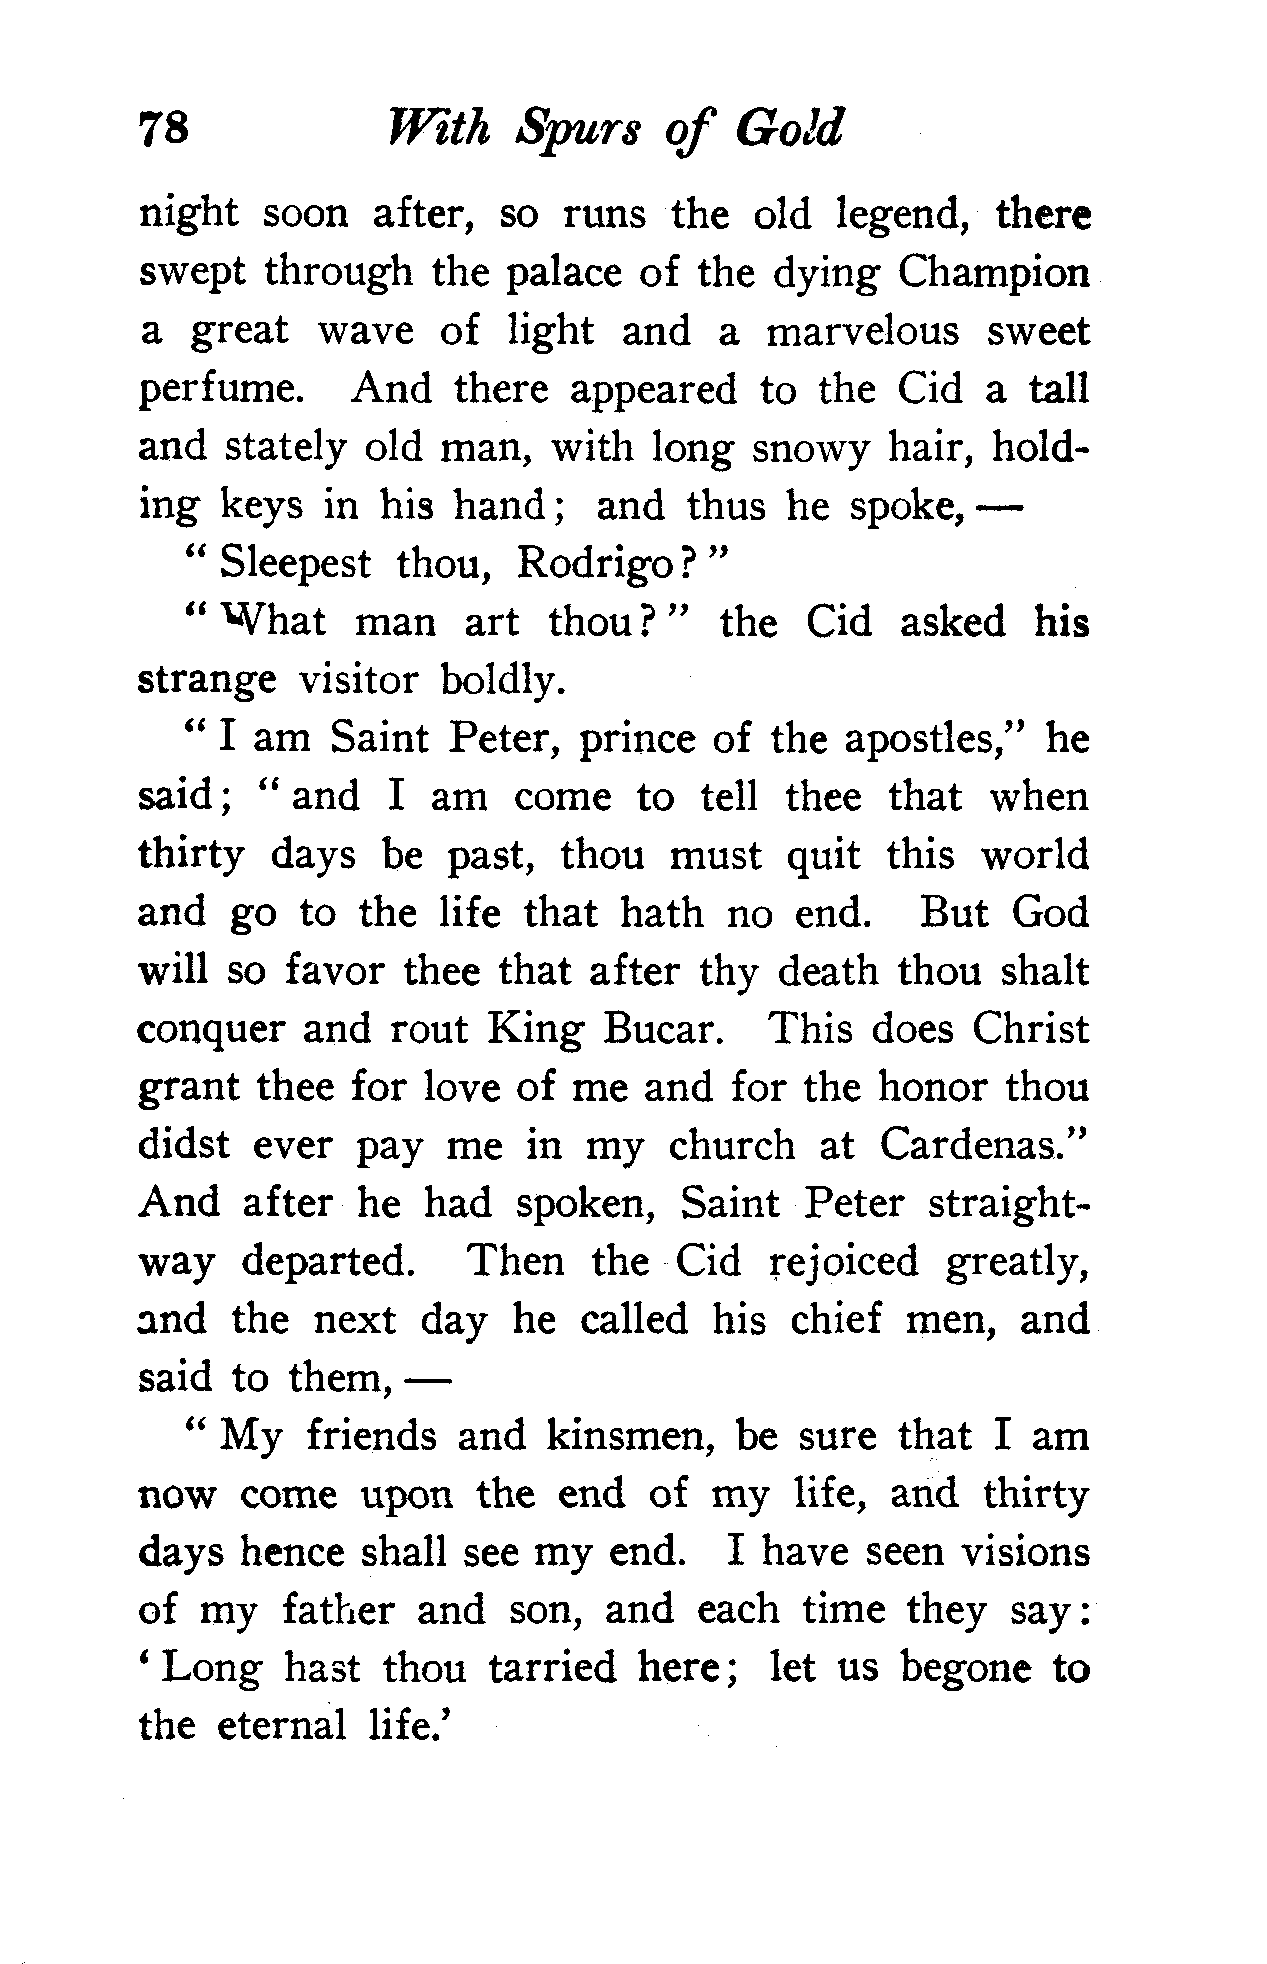 78 With Spurs of Gold
night soon after, so runs the old legend, there
swept through the palace of the dying Champion
a great wave of light and a marvelous sweet
perfume. And there appeared to the Cid a tall
and stately old man, with long snowy hair, hold-
ing keys in his hand; and thus he spoke, —
“ Sleepest thou, Rodrigo? ”
“ What man art thou? ” the Cid asked his
strange visitor boldly.
“ I am Saint Peter, prince of the apostles,” he
said; “ and I am come to tell thee that when
thirty days be past, thou must quit this world
and go to the life that hath no end. But God
will so favor thee that after thy death thou shalt
conquer and rout King Bucar. This does Christ
grant thee for love of me and for the honor thou
didst ever pay me in my church at Cardenas.”
And after he had spoken, Saint Peter straight-
way departed. Then the Cid rejoiced greatly,
and the next day he called his chief men, and
said to them, —
“ My friends and kinsmen, be sure that I am
now come upon the end of my life, and thirty
days hence shall see my end. I have seen visions
of my father and son, and each time they say:
‘ Long hast thou tarried here; let us begone to
the eternal life.’